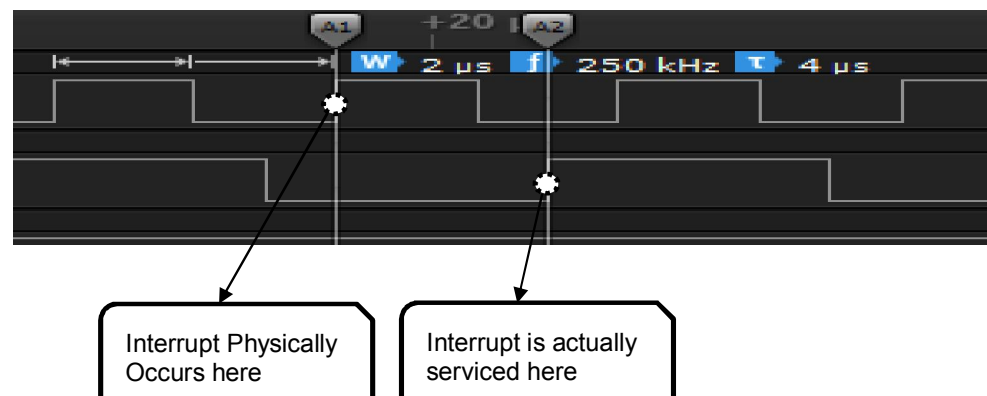 A1 +20 μ A2
W 2 μs f 250 kHz T 4 μs
Interrupt Physically
Occurs here
Interrupt is actually
serviced here